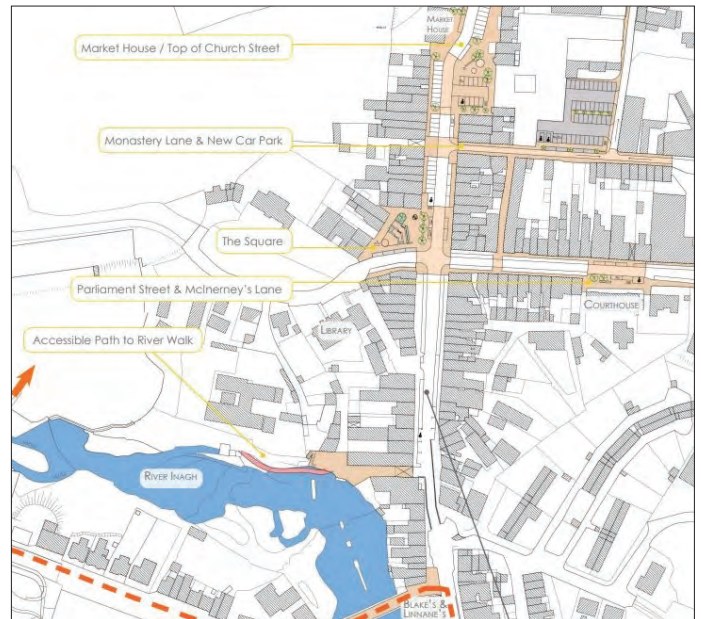 MARKET
HOUSE
Market House / Top of Church Street
Monastery Lane & New Car Park
The Square
Parliament Street & McInerney's Lane
COURTHOUSE
LIBRARY
Accessible Path to River Walk
RIVER INAGH
BLAKE'S &
LINNANE'S